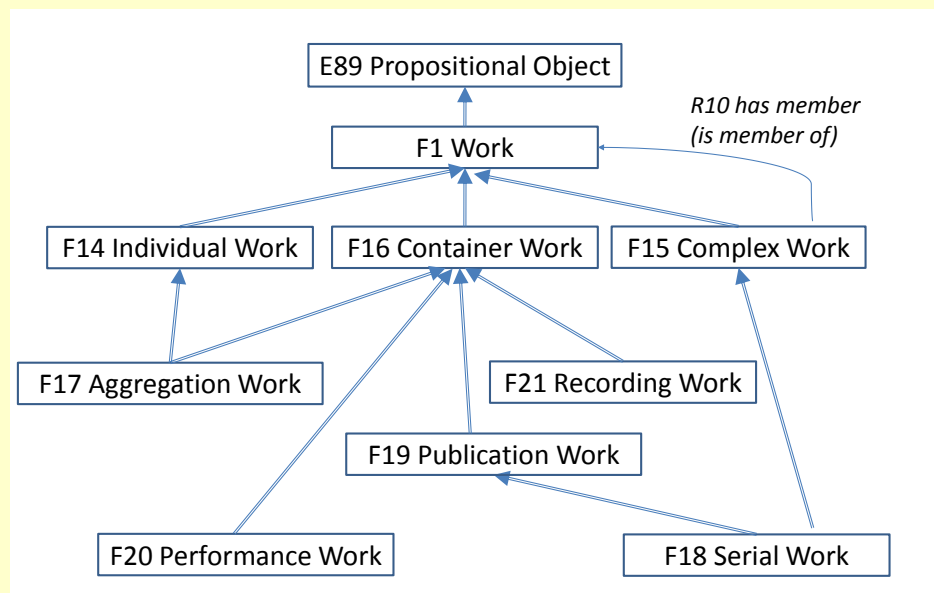 E89 Propositional Object
R10 has member
(is member of)
F1 Work
F14 Individual Work
F16 Container Work
F15 Complex Work
F17 Aggregation Work
F21 Recording Work
F19 Publication Work
F20 Performance Work
F18 Serial Work